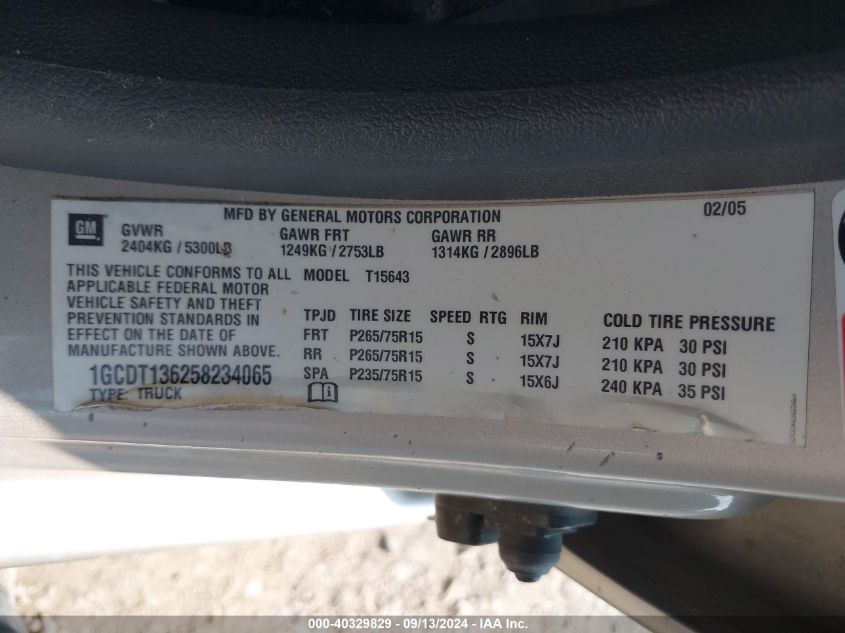 MFD BY GENERAL MOTORS CORPORATION 02/05
GM
GVWR GAWR FRT GAWR RR
2404KG / 5300LB 1249KG / 2753LB 1314KG / 2896LB
THIS VEHICLE CONFORMS TO ALL
APPLICABLE FEDERAL MOTOR
VEHICLE SAFETY AND THEFT
PREVENTION STANDARDS IN
EFFECT ON THE DATE OF
MANUFACTURE SHOWN ABOVE.
1GCDT136258234065
TYPE: TRUCK
MODEL T15643
TPJD TIRE SIZE SPEED RTG RIM COLD TIRE PRESSURE
FRT P265/75R15 S 15X7J 210 KPA 30 PSI
RR P265/75R15 S 15X7J 210 KPA 30 PSI
SPA P235/75R15 S 15X6J 240 KPA 35 PSI
000-40329829 - 09/13/2024 - IAAI, Inc.